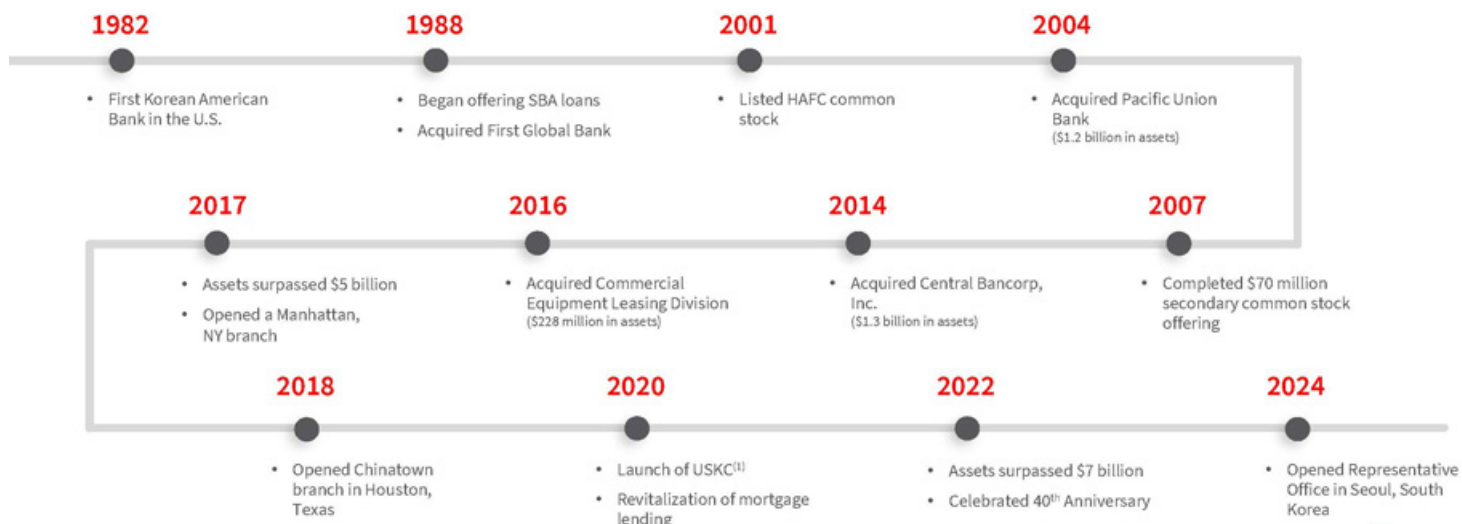 1982
• First Korean American
Bank in the U.S.
1988
• Began offering SBA loans
• Acquired First Global Bank
2001
• Listed HAFC common
stock
2004
• Acquired Pacific Union
Bank
($1.2 billion in assets)
2007
• Completed $70 million
secondary common stock
offering
2014
• Acquired Central Bancorp,
Inc.
($1.3 billion in assets)
2016
• Acquired Commercial
Equipment Leasing Division
($228 million in assets)
2017
• Assets surpassed $5 billion
• Opened a Manhattan,
NY branch
2018
• Opened Chinatown
branch in Houston,
Texas
2020
• Launch of USKC(1)
• Revitalization of mortgage
lending
2022
• Assets surpassed $7 billion
• Celebrated 40th Anniversary
2024
• Opened Representative
Office in Seoul, South
Korea